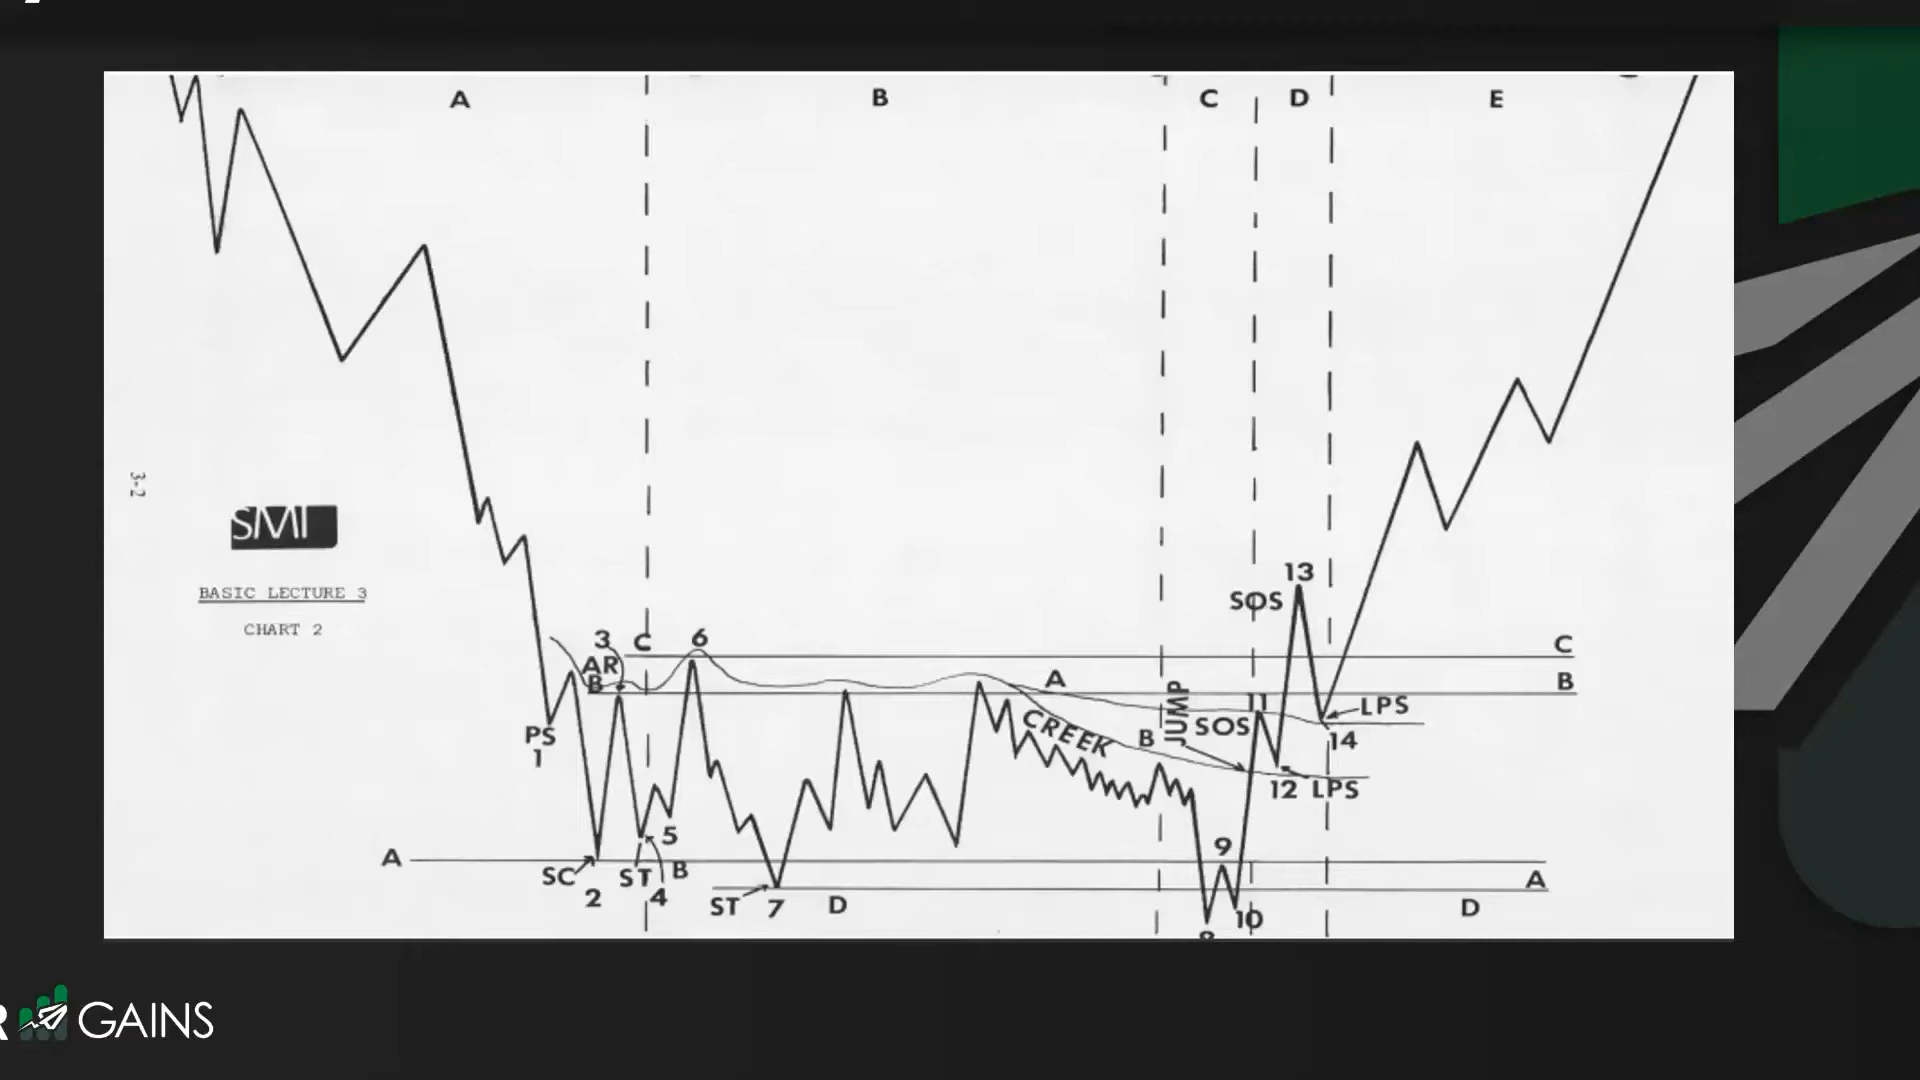 A B C D E
3-2
SMI
BASIC LECTURE 3
CHART 2
13
SOS
3 C 6
C
AR
B
A
B
JUMP
11
LPS
CREEK
B
SOS
PS
14
1
12 LPS
5
9
A
SC
ST
B
A
2
4
ST
7
D
D
10
GAINS